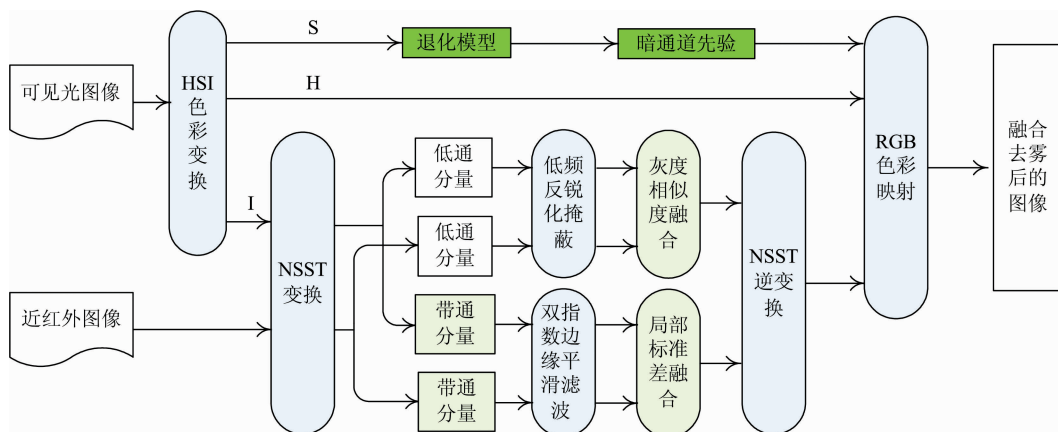 S
退化模型
暗通道先验
可见光图像
HSI
色
彩
变
换
H
I
近红外图像
NSST
变换
低通
分量
低通
分量
带通
分量
带通
分量
低频
反锐
化掩
蔽
双指
数边
缘平
滑滤
波
灰度
相似
度融
合
局部
标准
差融
合
NSST
逆变
换
RGB
色彩
映射
融合
去雾
后的
图像